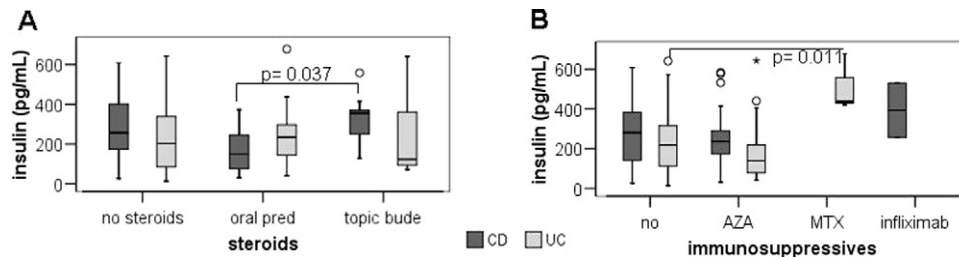 A
insulin (pg/mL)
600
400
200
0
p= 0.037
no steroids oral pred topic bude
steroids
CD UC
B
insulin (pg/mL)
600
400
200
0
p= 0.011
*
no AZA MTX infliximab
immunosuppressives